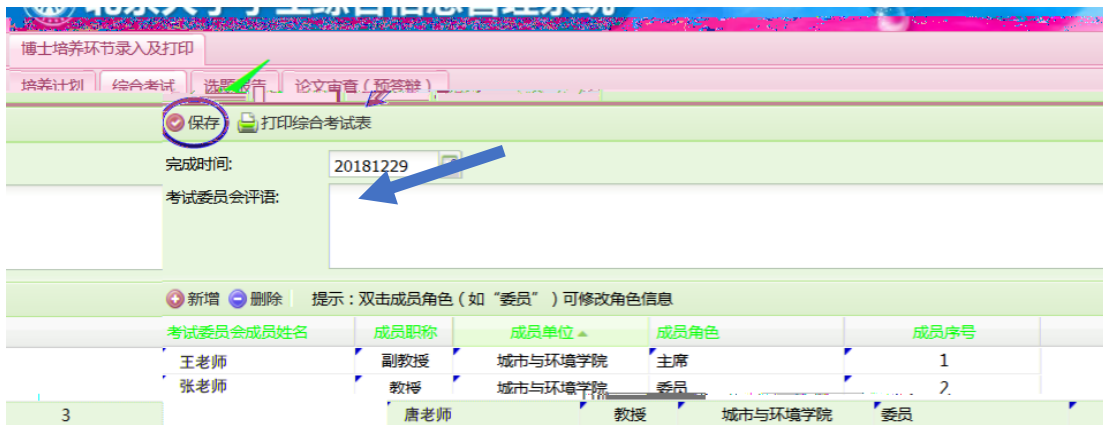 博士培养环节录入及打印
培养计划 综合考试 选题报告 论文审查（预答辩）
保存 打印综合考试表
完成时间: 20181229
考试委员会评语:
新增 删除 提示：双击成员角色（如“委员”）可修改角色信息
考试委员会成员姓名 成员职称 成员单位 成员角色 成员序号
王老师 副教授 城市与环境学院 主席 1
张老师 教授 城市与环境学院 委员 2
3 唐老师 教授 城市与环境学院 委员